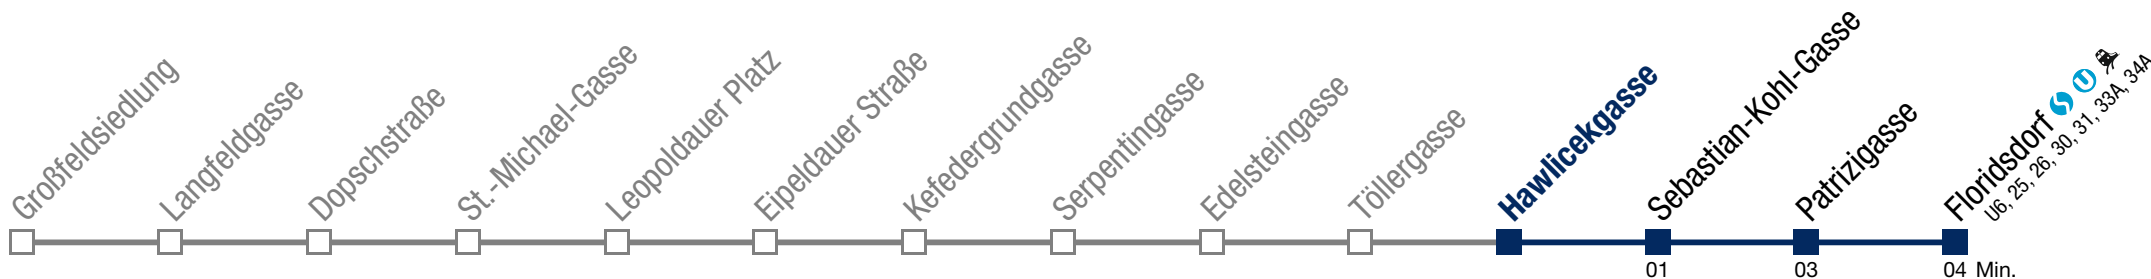 Großfeldsiedlung
Langfeldgasse
Dopschstraße
St.-Michael-Gasse
Leopoldauer Platz
Eipeldauer Straße
Kefedergrundgasse
Serpentingasse
Edelsteingasse
Töllergasse
Hawlicekgasse
Sebastian-Kohl-Gasse
Patrizigasse
Floridsdorf S U
U6, 25, 26, 30, 31, 33A, 34A
01 03 04 Min.